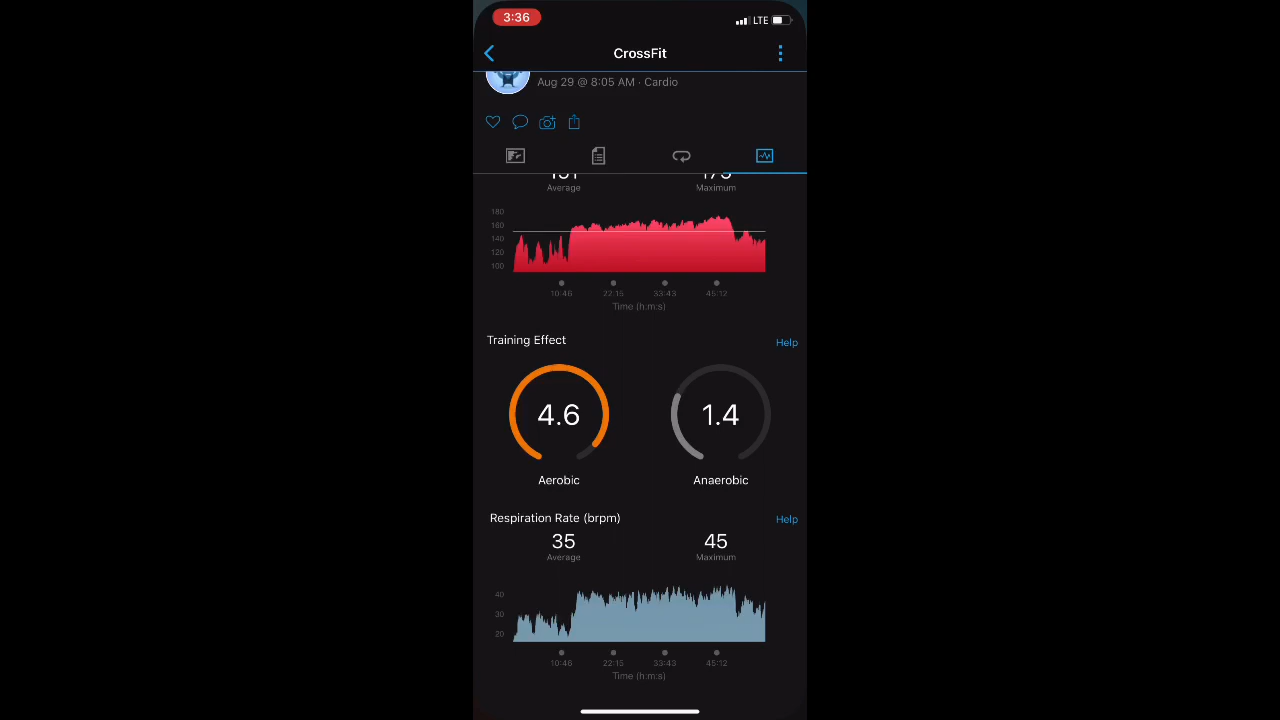 3:36
LTE
CrossFit
Aug 29 @ 8:05 AM · Cardio
Average
Maximum
180
160
140
120
100
10:46 22:15 33:43 45:12
Time (h:m:s)
Training Effect Help
4.6 1.4
Aerobic Anaerobic
Respiration Rate (brpm) Help
35 45
Average Maximum
40
30
20
10:46 22:15 33:43 45:12
Time (h:m:s)